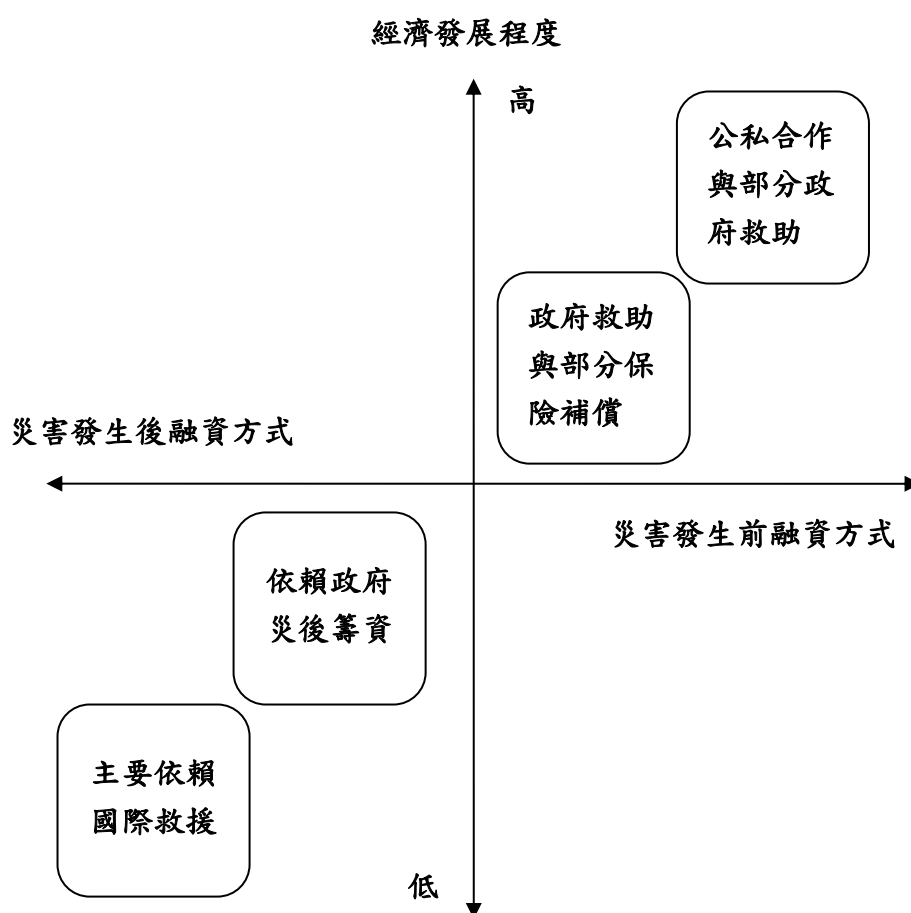 經濟發展程度
高
公私合作
與部分政
府救助
政府救助
與部分保
險補償
災害發生後融資方式
災害發生前融資方式
依賴政府
災後籌資
主要依賴
國際救援
低